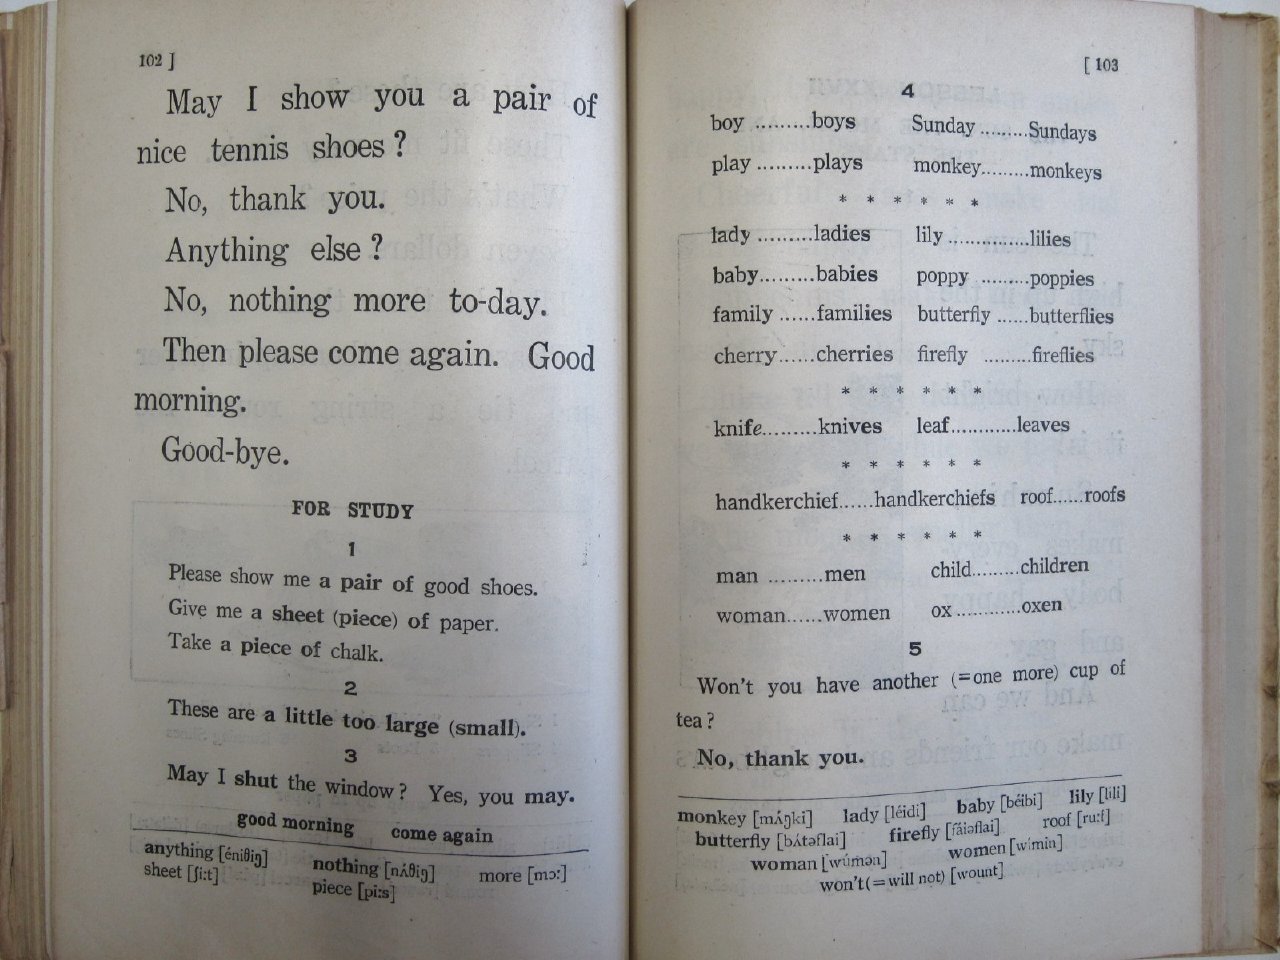 102 ]
May I show you a pair of
nice tennis shoes ?
No, thank you.
Anything else ?
No, nothing more to-day.
Then please come again. Good
morning.
Good-bye.
FOR STUDY
1
Please show me a pair of good shoes.
Give me a sheet (piece) of paper.
Take a piece of chalk.
2
These are a little too large (small).
3
May I shut the window ? Yes, you may.
good morning come again
anything [éniθiŋ] nothing [nʌ́θiŋ] more [mɔː]
sheet [ʃiːt] piece [piːs]
[ 103
4
boy .........boys Sunday ........Sundays
play .........plays monkey........monkeys
* * * * * *
lady .........ladies lily ..............lilies
baby.........babies poppy ........poppies
family ......families butterfly ......butterflies
cherry......cherries firefly ........fireflies
* * * * * *
knife.........knives leaf............leaves
* * * * * *
handkerchief......handkerchiefs roof......roofs
* * * * * *
man .........men child........children
woman......women ox ............oxen
5
Won't you have another (=one more) cup of
tea ?
No, thank you.
monkey [mʌ́ŋki] lady [léidi] baby [béibi] lily [líli]
butterfly [bʌ́təflai] firefly [fáiəflai] roof [ruːf]
woman [wúmən] women [wímin]
won't(=will not) [wount]